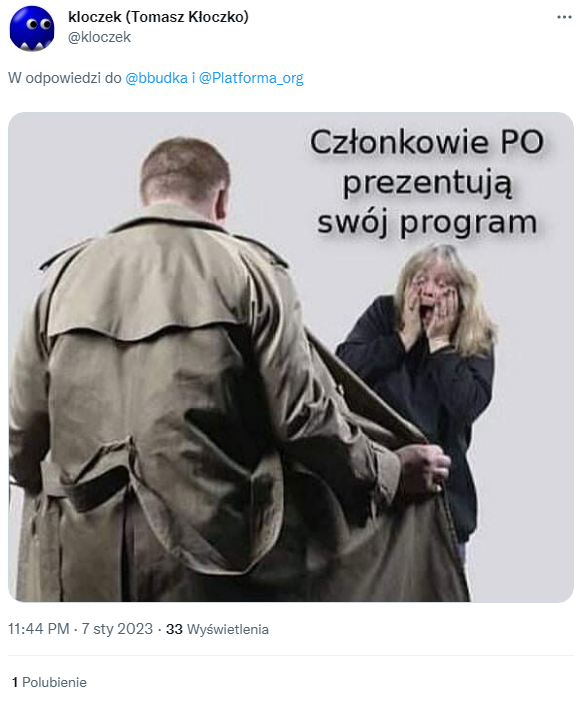 kloczek (Tomasz Kłoczko)
@kloczek
W odpowiedzi do @bbudka i @Platforma_org
Członkowie PO
prezentują
swój program
11:44 PM · 7 sty 2023 · 33 Wyświetlenia
1 Polubienie